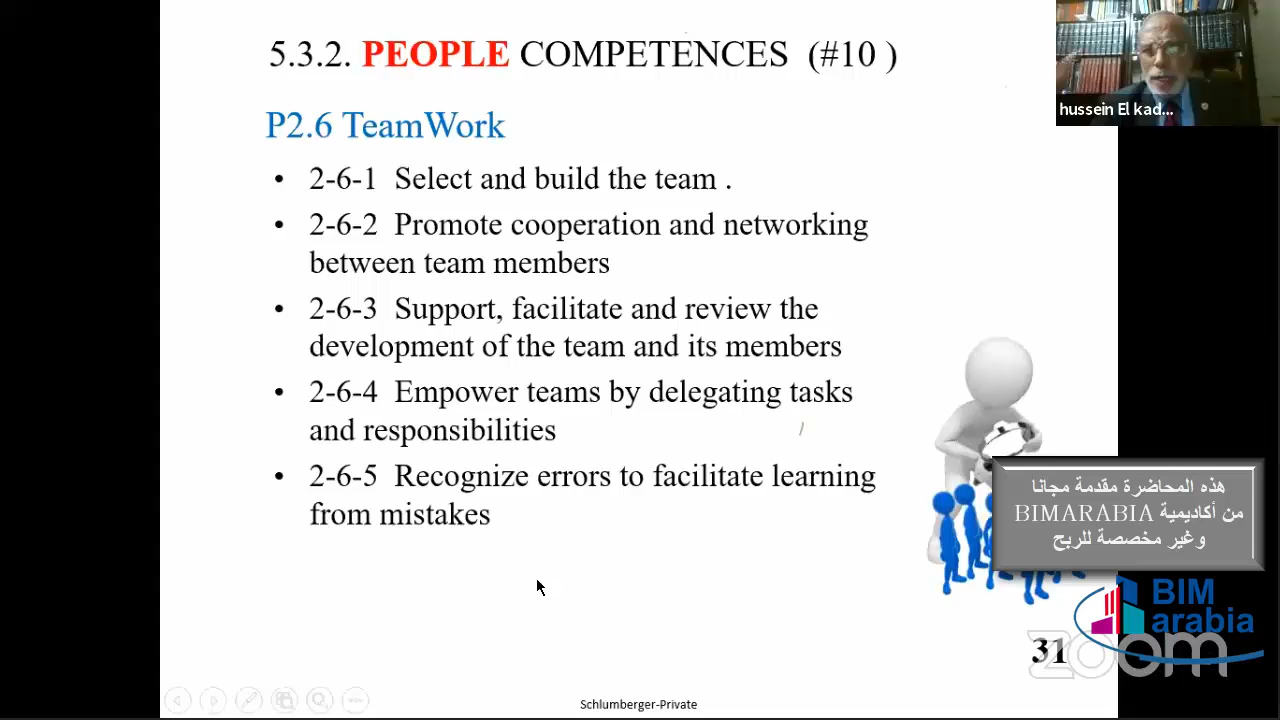 5.3.2. PEOPLE COMPETENCES (#10 )
hussein El kad...
P2.6 TeamWork
• 2-6-1 Select and build the team .
• 2-6-2 Promote cooperation and networking
between team members
• 2-6-3 Support, facilitate and review the
development of the team and its members
• 2-6-4 Empower teams by delegating tasks
and responsibilities
• 2-6-5 Recognize errors to facilitate learning
from mistakes
هذه المحاضرة مقدمة مجانا
من أكاديمية BIMARABIA
وغير مخصصة للربح
BIM
arabia
zoom
31
Schlumberger-Private